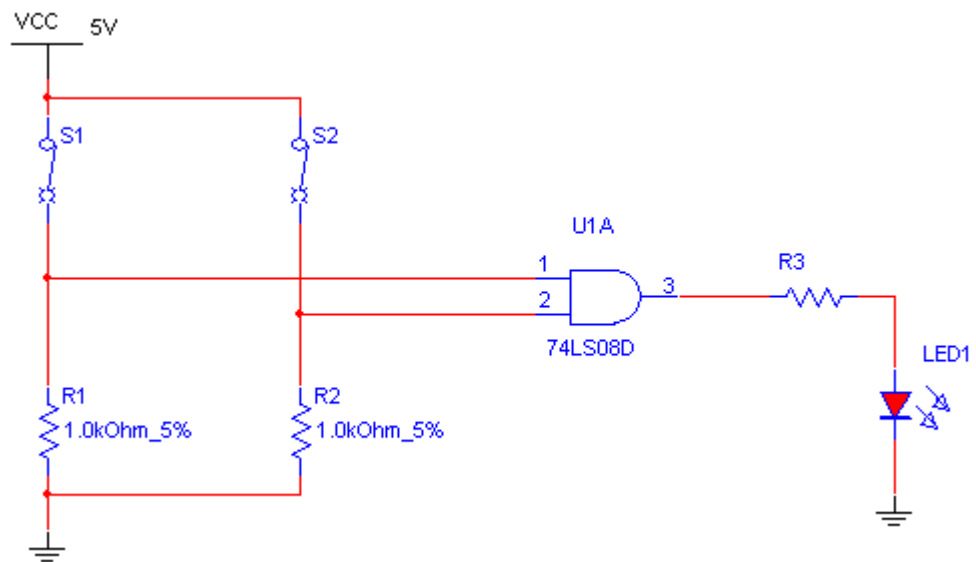 VCC
5V
S1
S2
U1A
1
2
3
74LS08D
R3
LED1
R1
1.0kOhm_5%
R2
1.0kOhm_5%